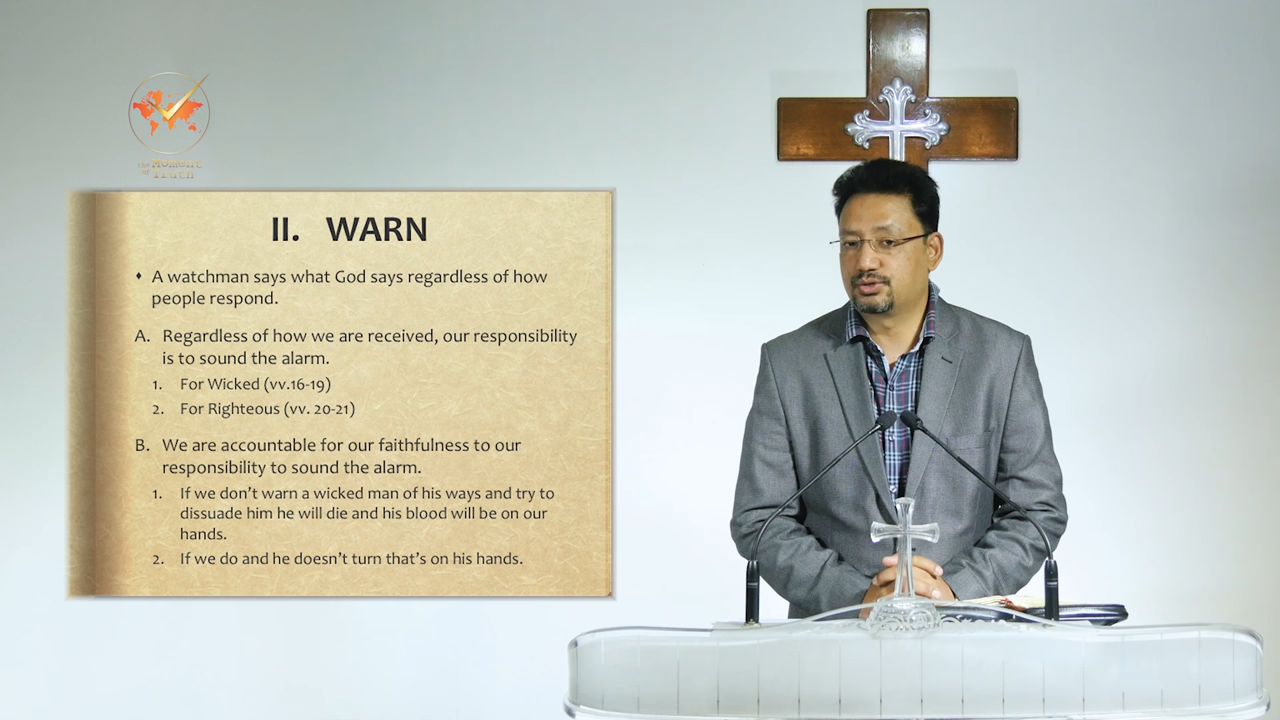 the Moment
of Truth
II. WARN
♦ A watchman says what God says regardless of how
people respond.
A. Regardless of how we are received, our responsibility
is to sound the alarm.
1. For Wicked (vv.16-19)
2. For Righteous (vv. 20-21)
B. We are accountable for our faithfulness to our
responsibility to sound the alarm.
1. If we don’t warn a wicked man of his ways and try to
dissuade him he will die and his blood will be on our
hands.
2. If we do and he doesn’t turn that’s on his hands.